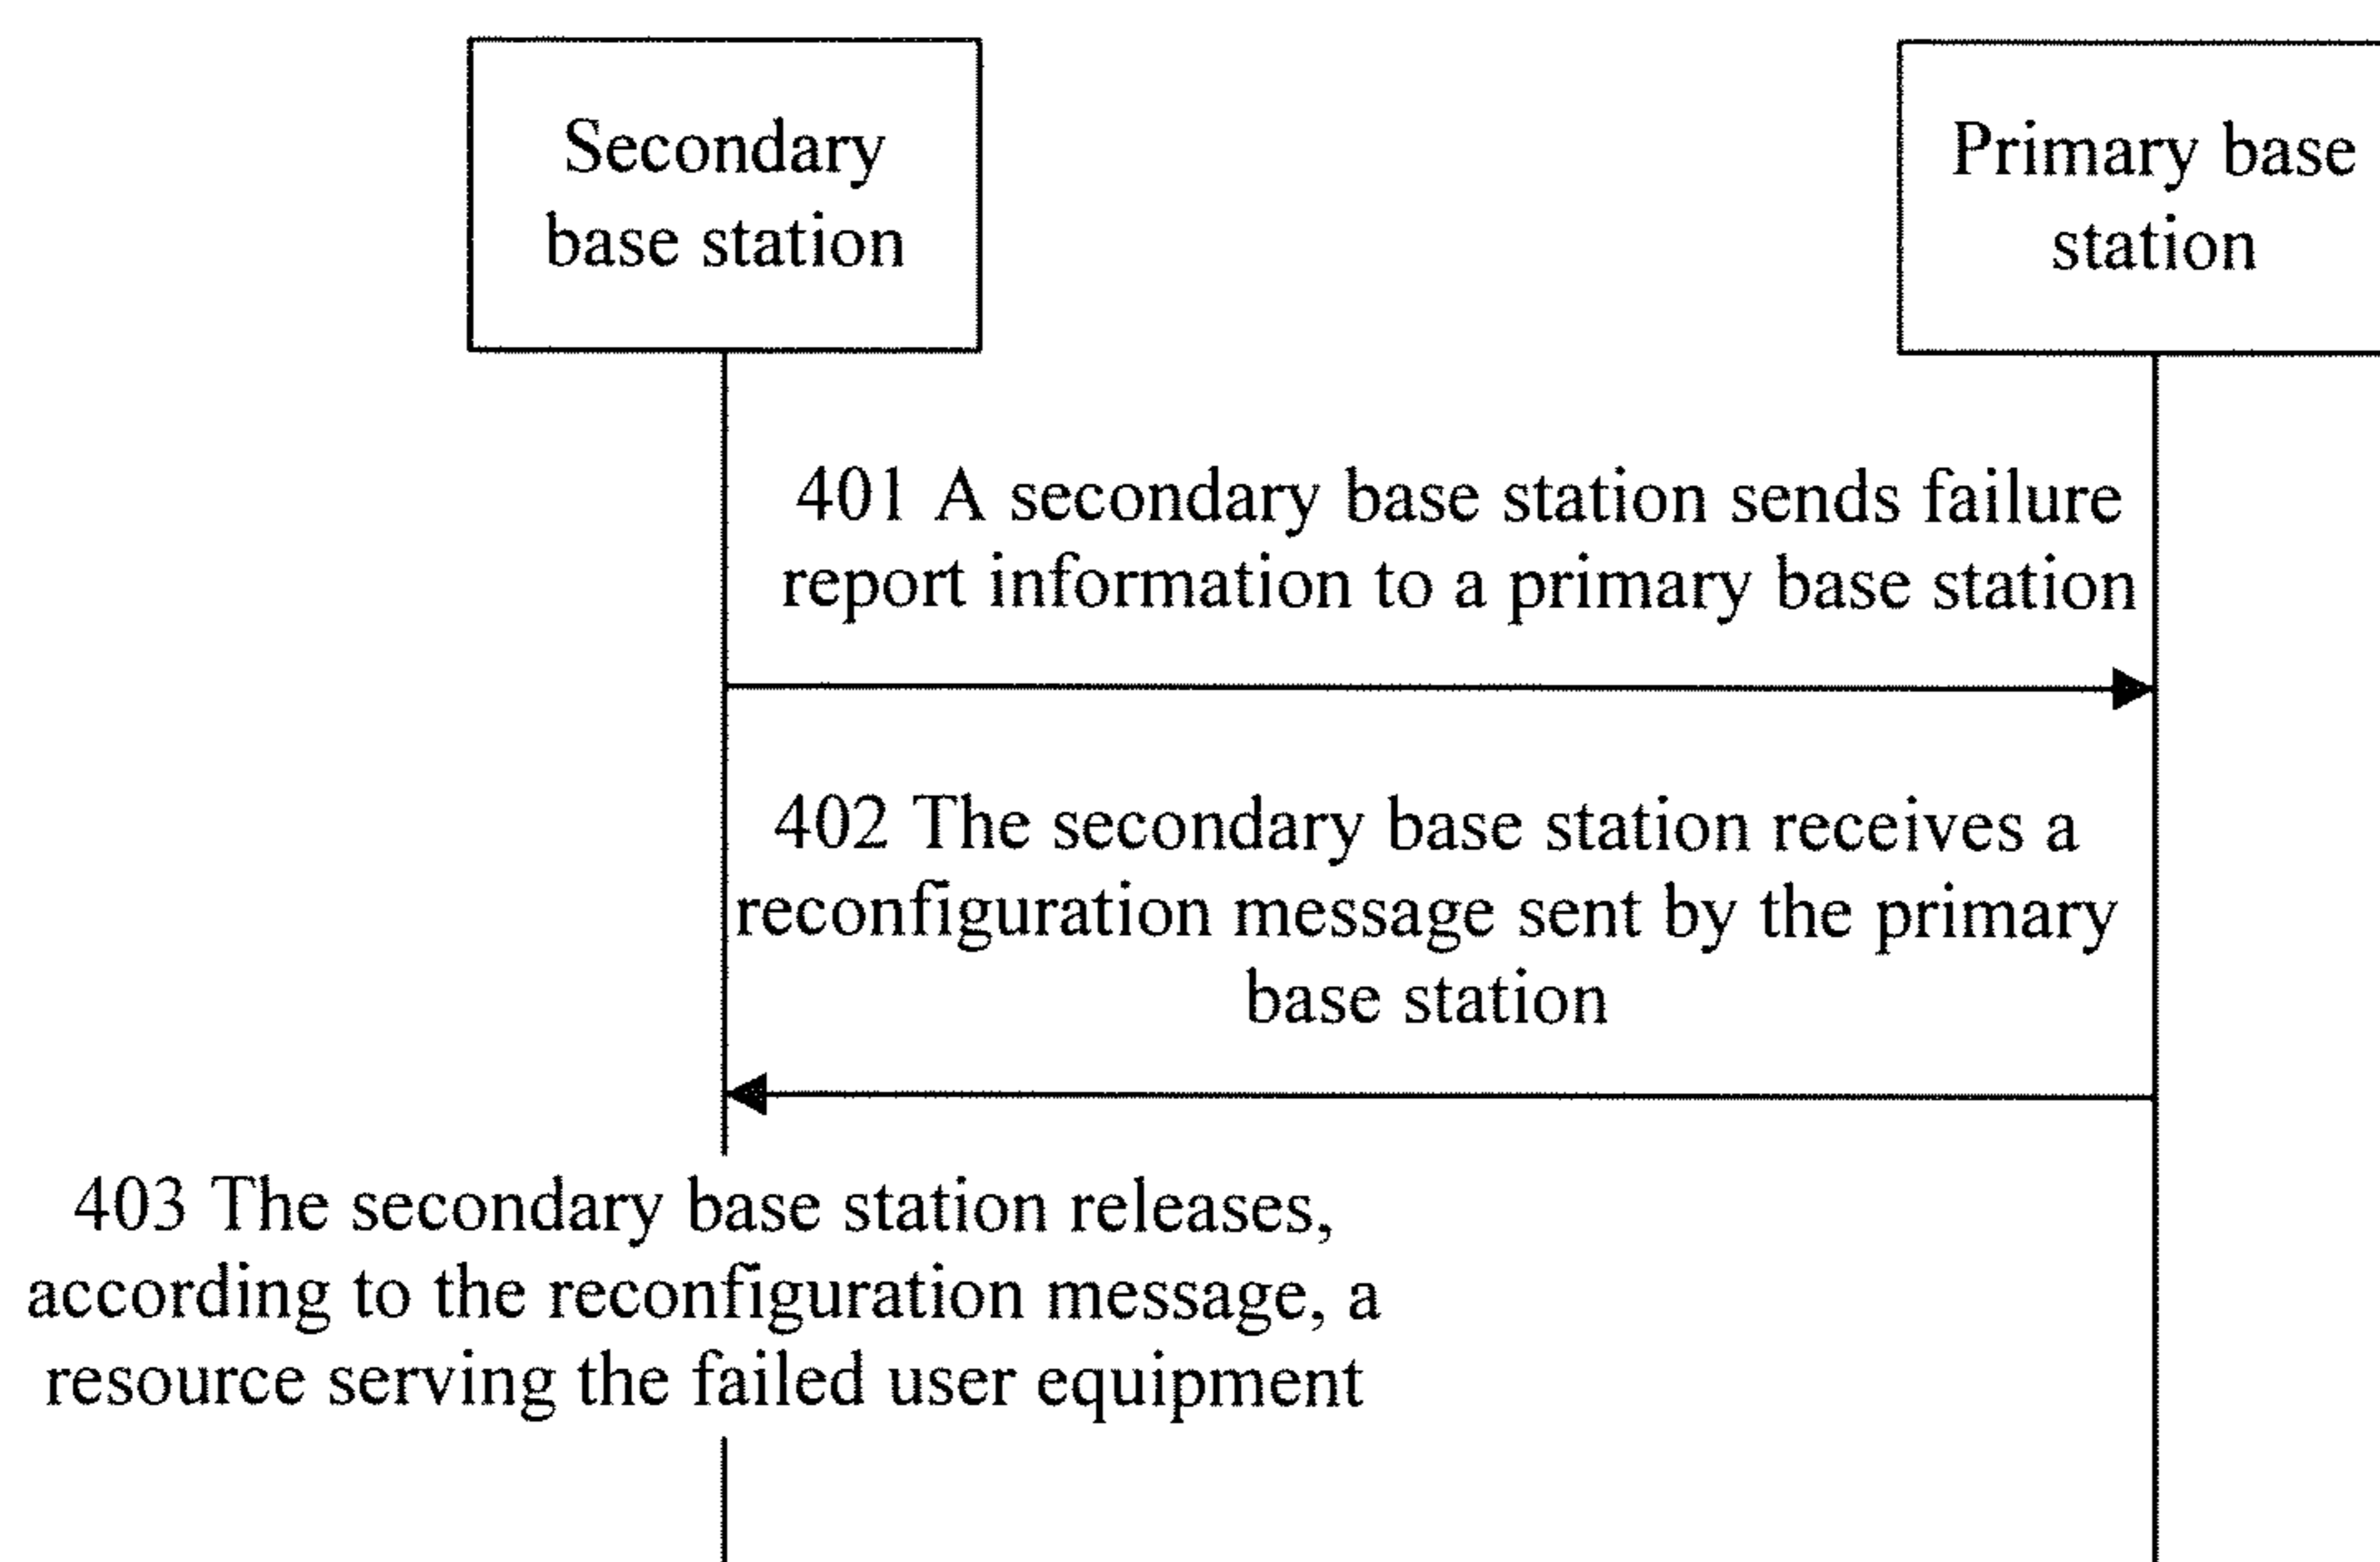 Secondary
base station
Primary base
station
401 A secondary base station sends failure
report information to a primary base station
402 The secondary base station receives a
reconfiguration message sent by the primary
base station
403 The secondary base station releases,
according to the reconfiguration message, a
resource serving the failed user equipment